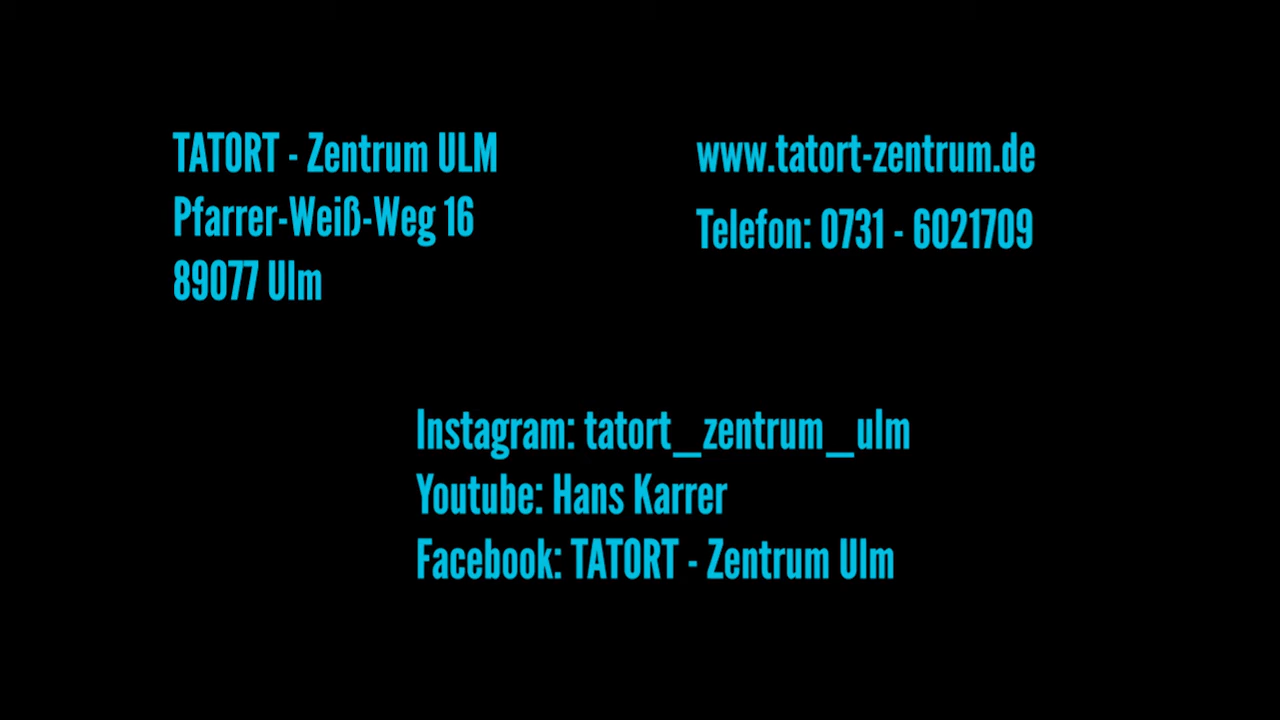 TATORT - Zentrum ULM
Pfarrer-Weiß-Weg 16
89077 Ulm
www.tatort-zentrum.de
Telefon: 0731 - 6021709
Instagram: tatort_zentrum_ulm
Youtube: Hans Karrer
Facebook: TATORT - Zentrum Ulm